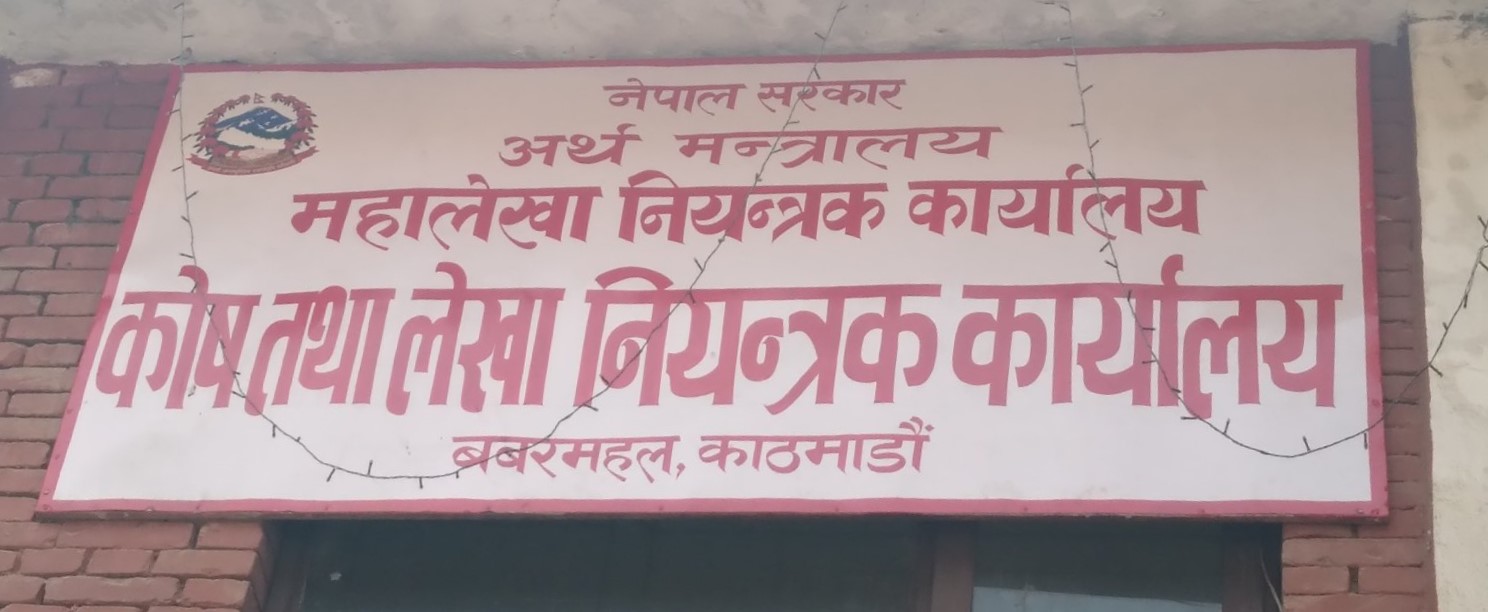 नेपाल सरकार
अर्थ मन्त्रालय
महालेखा नियन्त्रक कार्यालय
कोष तथा लेखा नियन्त्रक कार्यालय
बबरमहल, काठमाडौं